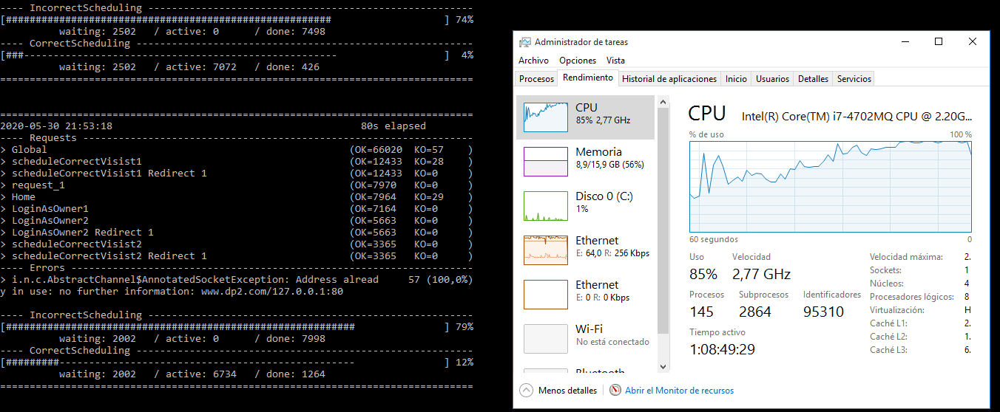 ---- IncorrectScheduling -------------------------------------------------------
[####################################################### ] 74%
waiting: 2502 / active: 0 / done: 7498
---- CorrectScheduling ---------------------------------------------------------
[###----------------------------------------------------- ] 4%
waiting: 2502 / active: 7072 / done: 426
================================================================================
================================================================================
2020-05-30 21:53:18 80s elapsed
---- Requests ------------------------------------------------------------------
> Global (OK=66020 KO=57 )
> scheduleCorrectVisist1 (OK=12433 KO=28 )
> scheduleCorrectVisist1 Redirect 1 (OK=12433 KO=0 )
> request_1 (OK=7970 KO=0 )
> Home (OK=7964 KO=29 )
> LoginAsOwner1 (OK=7164 KO=0 )
> LoginAsOwner2 (OK=5663 KO=0 )
> LoginAsOwner2 Redirect 1 (OK=5663 KO=0 )
> scheduleCorrectVisist2 (OK=3365 KO=0 )
> scheduleCorrectVisist2 Redirect 1 (OK=3365 KO=0 )
---- Errors --------------------------------------------------------------------
> i.n.c.AbstractChannel$AnnotatedSocketException: Address alread 57 (100,0%)
y in use: no further information: www.dp2.com/127.0.0.1:80
---- IncorrectScheduling -------------------------------------------------------
[########################################################### ] 79%
waiting: 2002 / active: 0 / done: 7998
---- CorrectScheduling ---------------------------------------------------------
[#########-------------------------------------------------- ] 12%
waiting: 2002 / active: 6734 / done: 1264
================================================================================
Administrador de tareas
Archivo Opciones Vista
Procesos Rendimiento Historial de aplicaciones Inicio Usuarios Detalles Servicios
CPU
85% 2,77 GHz
Memoria
8,9/15,9 GB (56%)
Disco 0 (C:)
1%
Ethernet
E: 64,0 R: 256 Kbps
Ethernet
E: 0 R: 0 Kbps
Wi-Fi
No está conectado
Bluetooth
CPU Intel(R) Core(TM) i7-4702MQ CPU @ 2.20G...
% de uso 100 %
60 segundos 0
Uso Velocidad
85% 2,77 GHz
Procesos Subprocesos Identificadores
145 2864 95310
Tiempo activo
1:08:49:29
Velocidad máxima: 2.
Sockets: 1
Núcleos: 4
Procesadores lógicos: 8
Virtualización: H
Caché L1: 2.
Caché L2: 1.
Caché L3: 6.
Menos detalles Abrir el Monitor de recursos